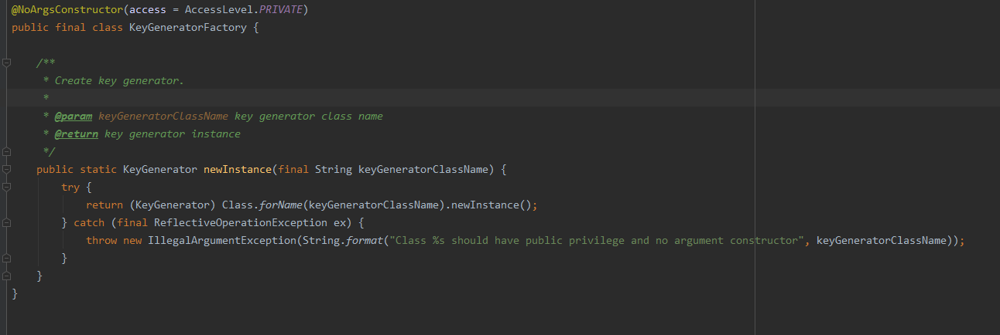 @NoArgsConstructor(access = AccessLevel.PRIVATE)
public final class KeyGeneratorFactory {
/**
* Create key generator.
*
* @param keyGeneratorClassName key generator class name
* @return key generator instance
*/
public static KeyGenerator newInstance(final String keyGeneratorClassName) {
try {
return (KeyGenerator) Class.forName(keyGeneratorClassName).newInstance();
} catch (final ReflectiveOperationException ex) {
throw new IllegalArgumentException(String.format("Class %s should have public privilege and no argument constructor", keyGeneratorClassName));
}
}
}